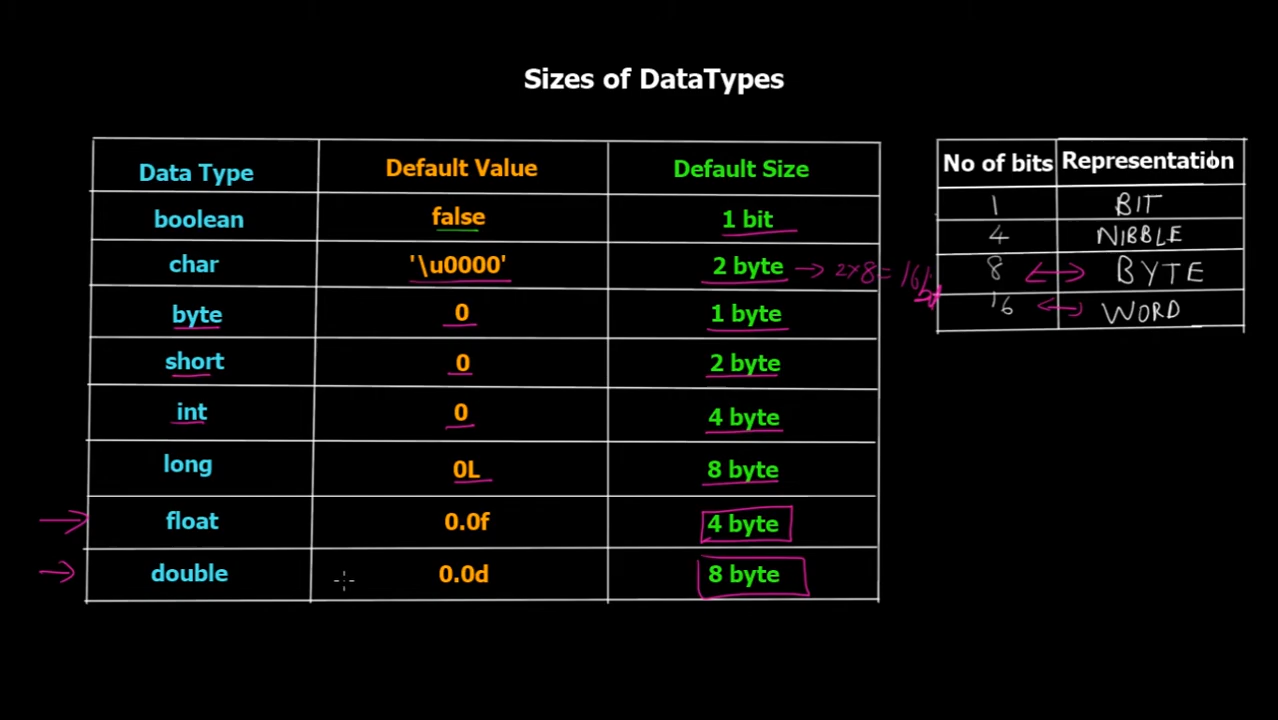 Sizes of DataTypes
Data Type Default Value Default Size
boolean false 1 bit
char '\u0000' 2 byte → 2×8 = 16 bit
byte 0 1 byte
short 0 2 byte
int 0 4 byte
long 0L 8 byte
float 0.0f 4 byte
double 0.0d 8 byte
No of bits Representation
1 BIT
4 NIBBLE
8 BYTE
16 WORD